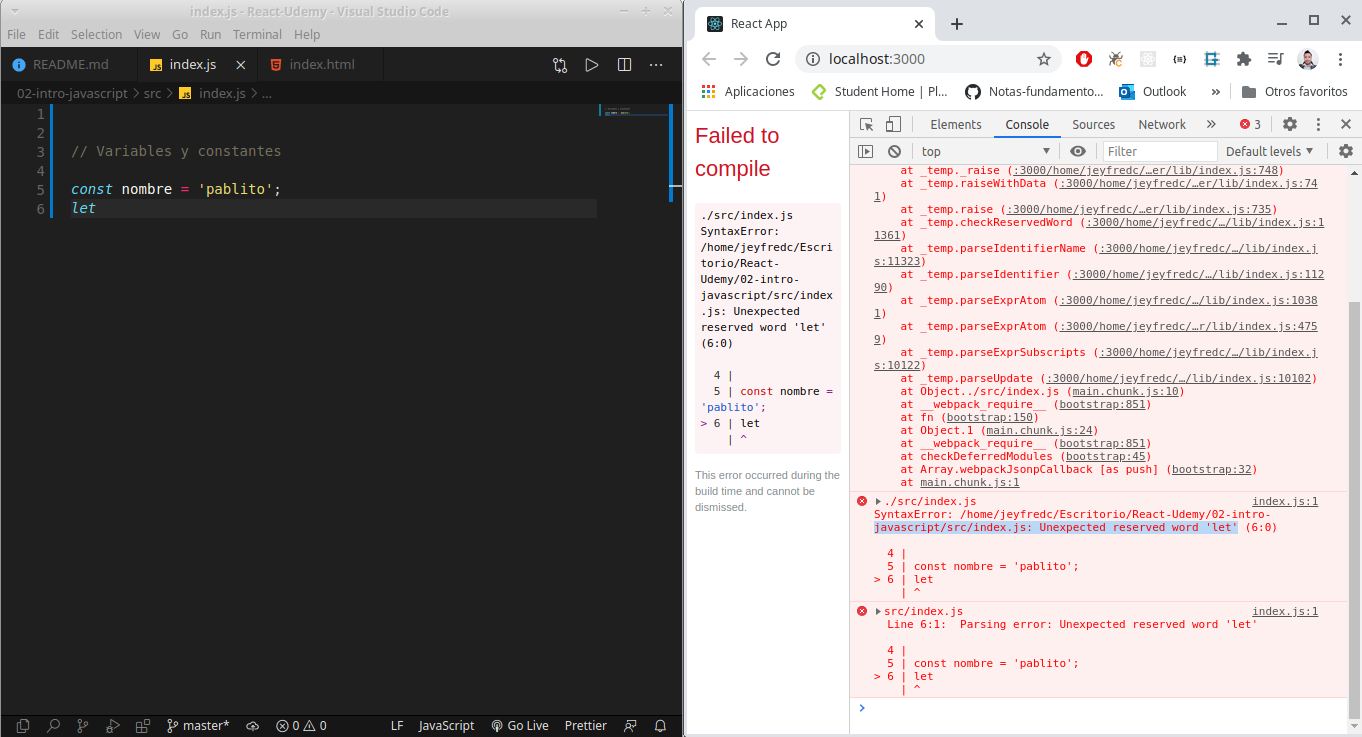 index.js - React-Udemy - Visual Studio Code
File Edit Selection View Go Run Terminal Help
README.md index.js index.html
02-intro-javascript > src > index.js > ...
1
2
3 // Variables y constantes
4
5 const nombre = 'pablito';
6 let
master* 0 0 LF JavaScript Go Live Prettier
React App
localhost:3000
Aplicaciones Student Home | Pl... Notas-fundamento... Outlook » Otros favoritos
Failed to
compile
./src/index.js
SyntaxError:
/home/jeyfredc/Escri
torio/React-
Udemy/02-intro-
javascript/src/index
.js: Unexpected
reserved word 'let'
(6:0)
4 |
5 | const nombre =
'pablito';
> 6 | let
| ^
This error occurred during the
build time and cannot be
dismissed.
Elements Console Sources Network » 3
top Filter Default levels
at _temp._raise (:3000/home/jeyfredc/…er/lib/index.js:748)
at _temp.raiseWithData (:3000/home/jeyfredc/…er/lib/index.js:74
1)
at _temp.raise (:3000/home/jeyfredc/…er/lib/index.js:735)
at _temp.checkReservedWord (:3000/home/jeyfredc/…/lib/index.js:1
1361)
at _temp.parseIdentifierName (:3000/home/jeyfredc/…/lib/index.j
s:11323)
at _temp.parseIdentifier (:3000/home/jeyfredc/…/lib/index.js:112
90)
at _temp.parseExprAtom (:3000/home/jeyfredc/…/lib/index.js:1038
1)
at _temp.parseExprAtom (:3000/home/jeyfredc/…r/lib/index.js:475
9)
at _temp.parseExprSubscripts (:3000/home/jeyfredc/…/lib/index.j
s:10122)
at _temp.parseUpdate (:3000/home/jeyfredc/…/lib/index.js:10102)
at Object../src/index.js (main.chunk.js:10)
at __webpack_require__ (bootstrap:851)
at fn (bootstrap:150)
at Object.1 (main.chunk.js:24)
at __webpack_require__ (bootstrap:851)
at checkDeferredModules (bootstrap:45)
at Array.webpackJsonpCallback [as push] (bootstrap:32)
at main.chunk.js:1
./src/index.js index.js:1
SyntaxError: /home/jeyfredc/Escritorio/React-Udemy/02-intro-
javascript/src/index.js: Unexpected reserved word 'let' (6:0)
4 |
5 | const nombre = 'pablito';
> 6 | let
| ^
src/index.js index.js:1
Line 6:1:  Parsing error: Unexpected reserved word 'let'
4 |
5 | const nombre = 'pablito';
> 6 | let
| ^
>